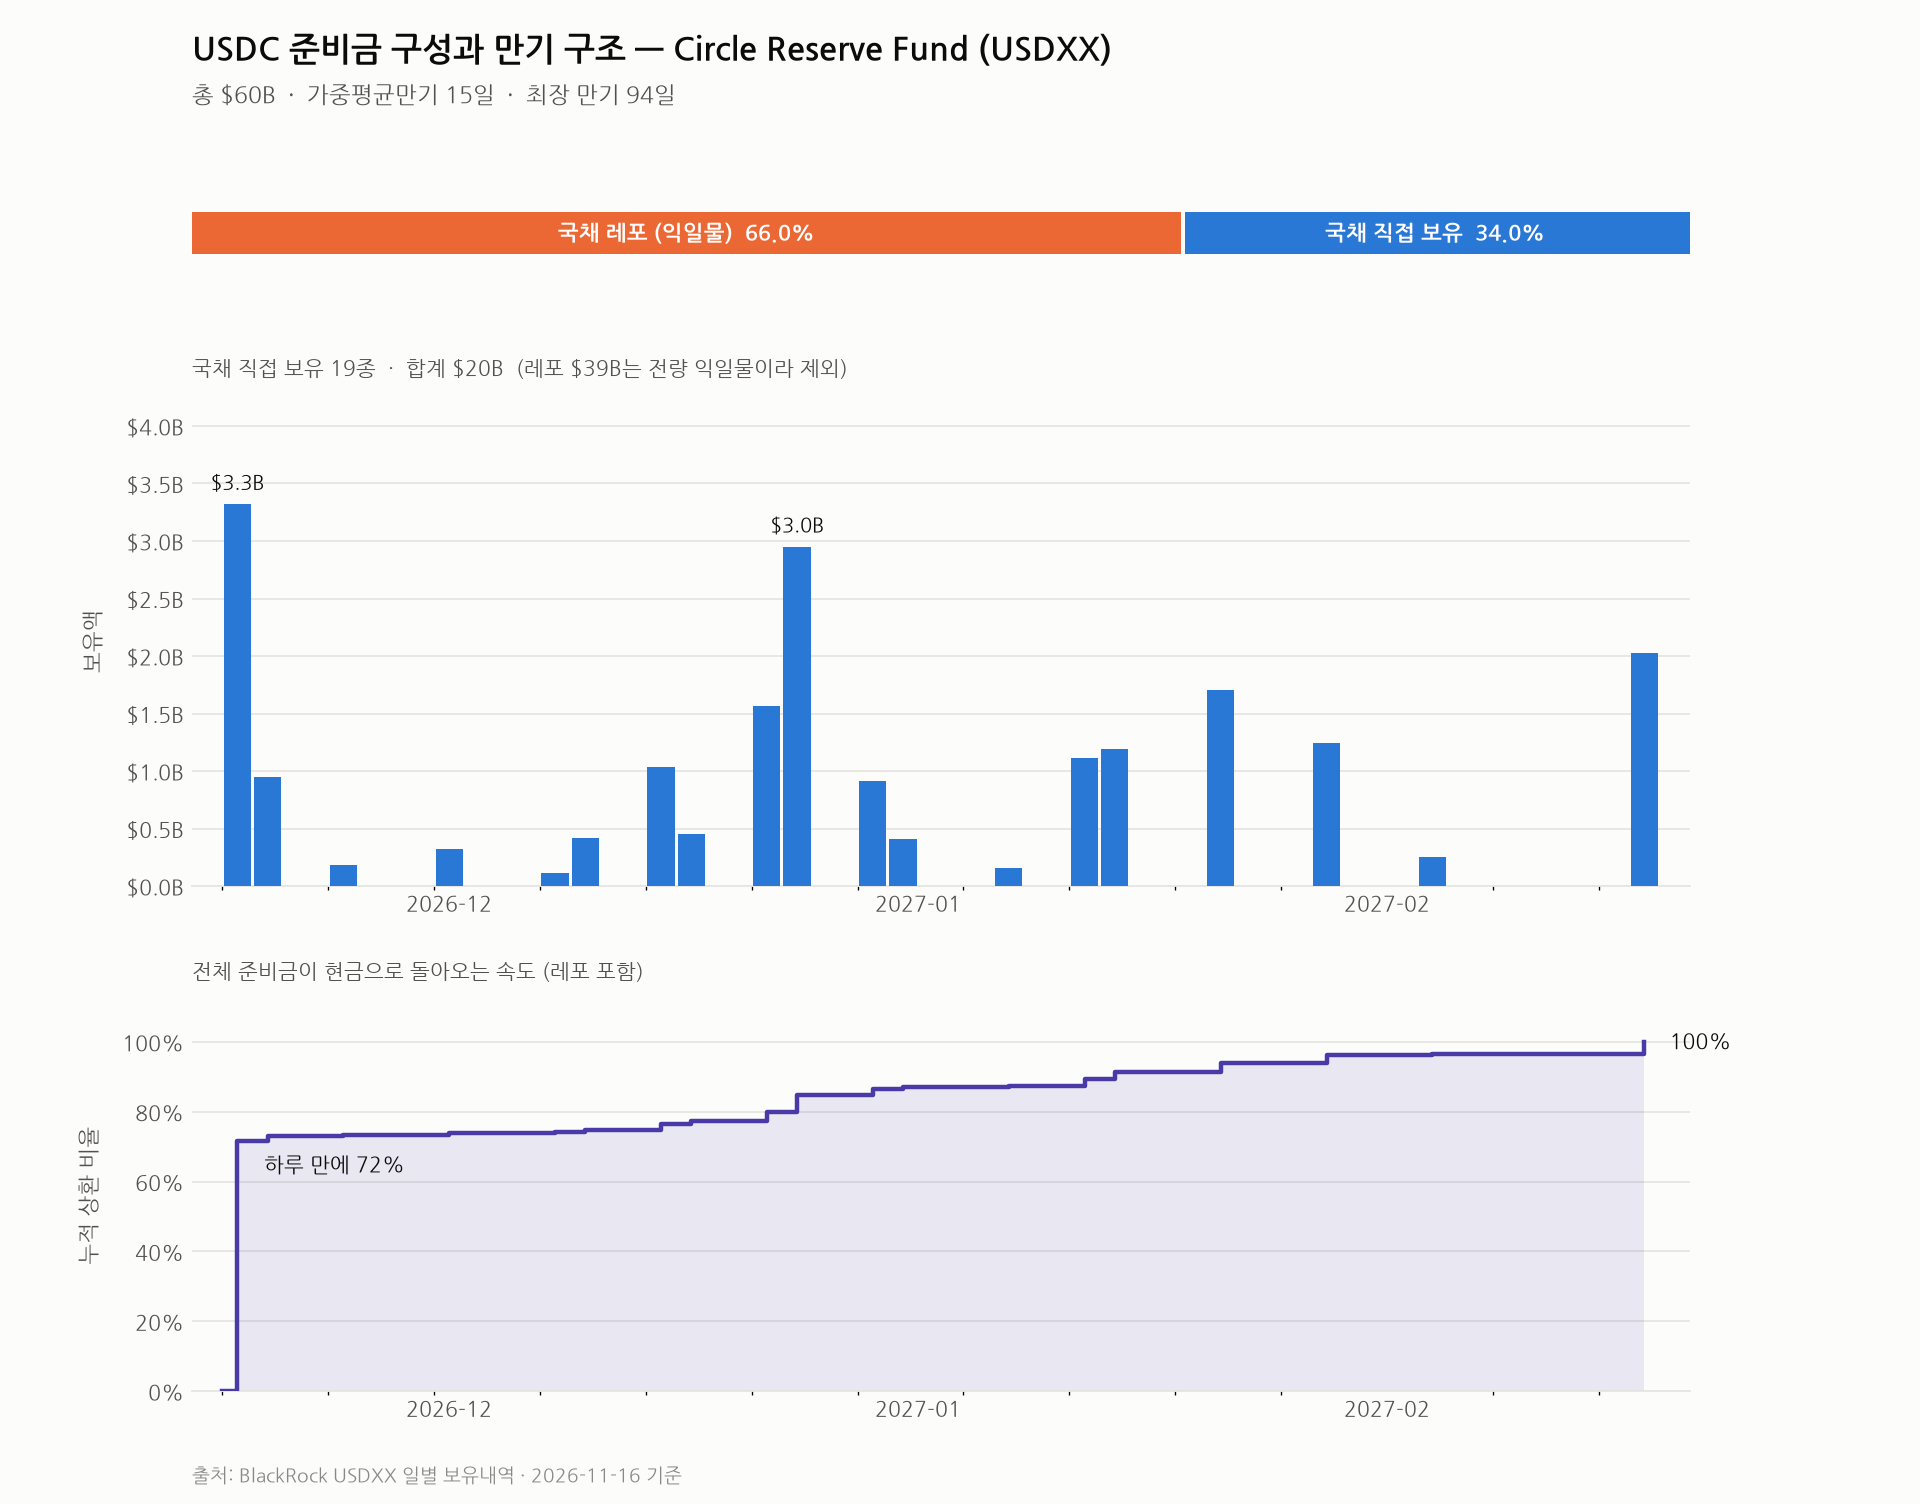 USDC 준비금 구성과 만기 구조 — Circle Reserve Fund (USDXX)
총 $60B · 가중평균만기 15일 · 최장 만기 94일
국채 레포 (익일물) 66.0%
국채 직접 보유 34.0%
국채 직접 보유 19종 · 합계 $20B (레포 $39B는 전량 익일물이라 제외)
보유액
$4.0B
$3.5B
$3.0B
$2.5B
$2.0B
$1.5B
$1.0B
$0.5B
$0.0B
$3.3B
$3.0B
2026-12
2027-01
2027-02
전체 준비금이 현금으로 돌아오는 속도 (레포 포함)
누적 상환 비율
100%
80%
60%
40%
20%
0%
하루 만에 72%
100%
2026-12
2027-01
2027-02
출처: BlackRock USDXX 일별 보유내역 · 2026-11-16 기준